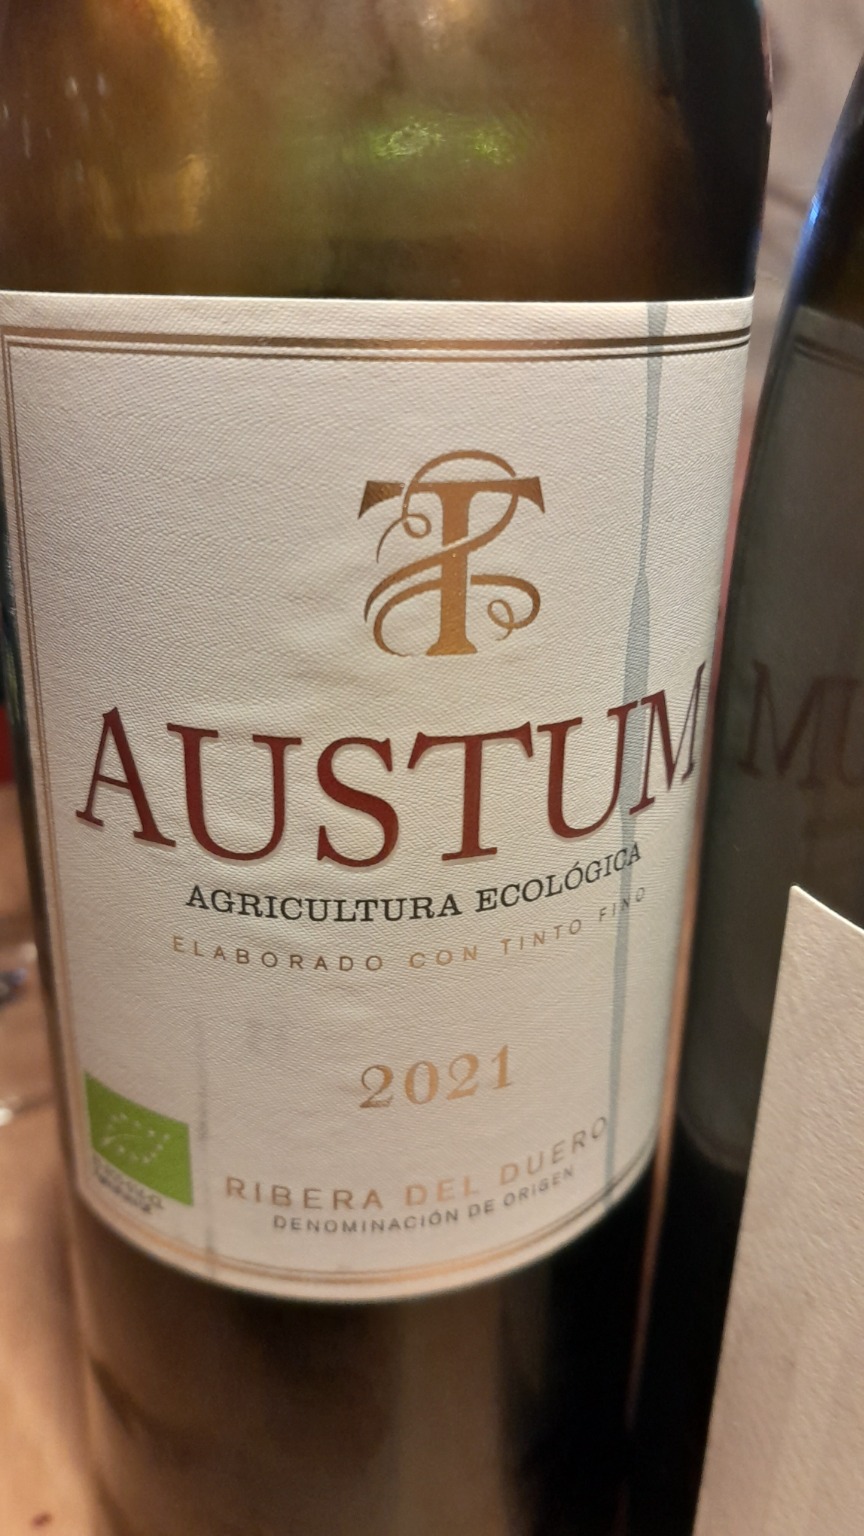 T
AUSTUM
AGRICULTURA ECOLÓGICA
ELABORADO CON TINTO FINO
2021
RIBERA DEL DUERO
DENOMINACIÓN DE ORIGEN